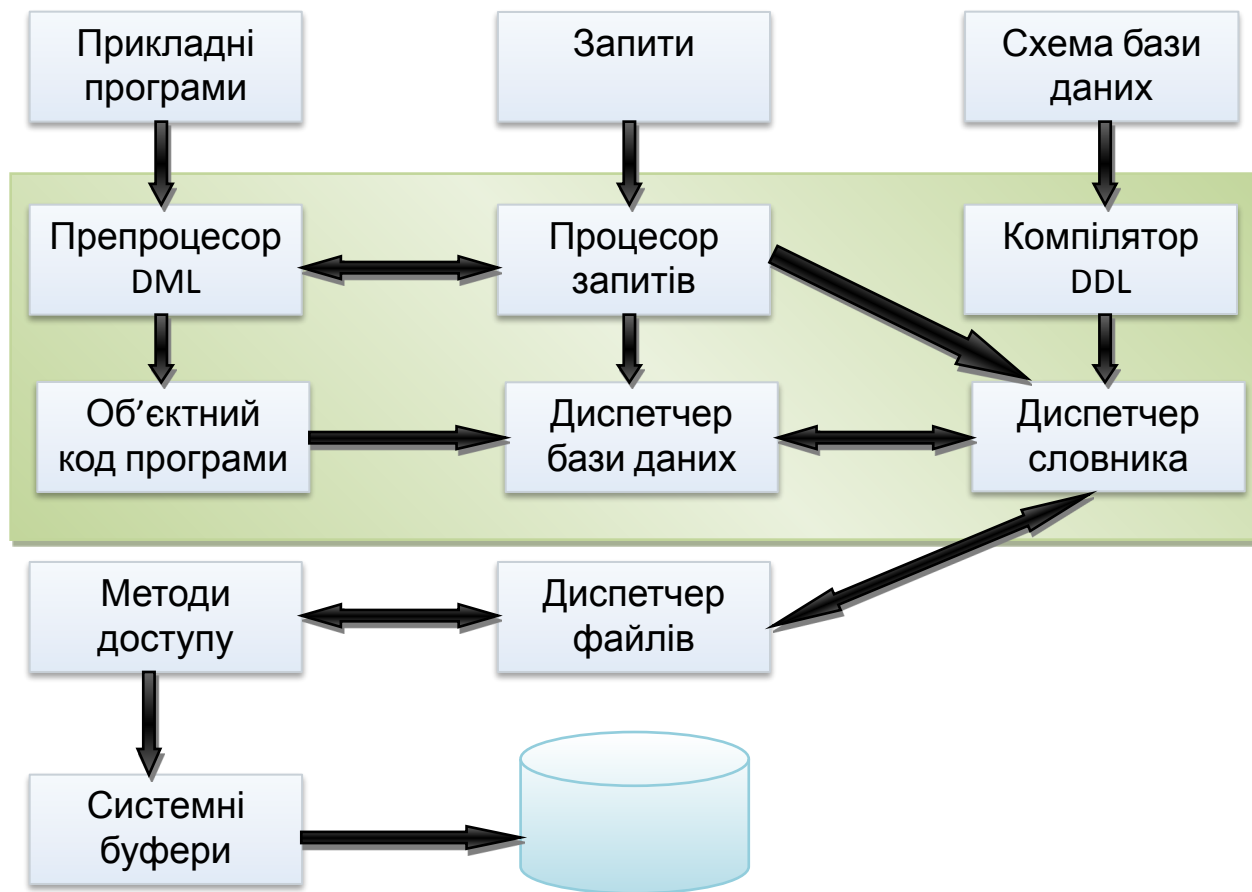 Прикладні
програми
Запити
Схема бази
даних
Препроцесор
DML
Процесор
запитів
Компілятор
DDL
Об’єктний
код програми
Диспетчер
бази даних
Диспетчер
словника
Методи
доступу
Диспетчер
файлів
Системні
буфери